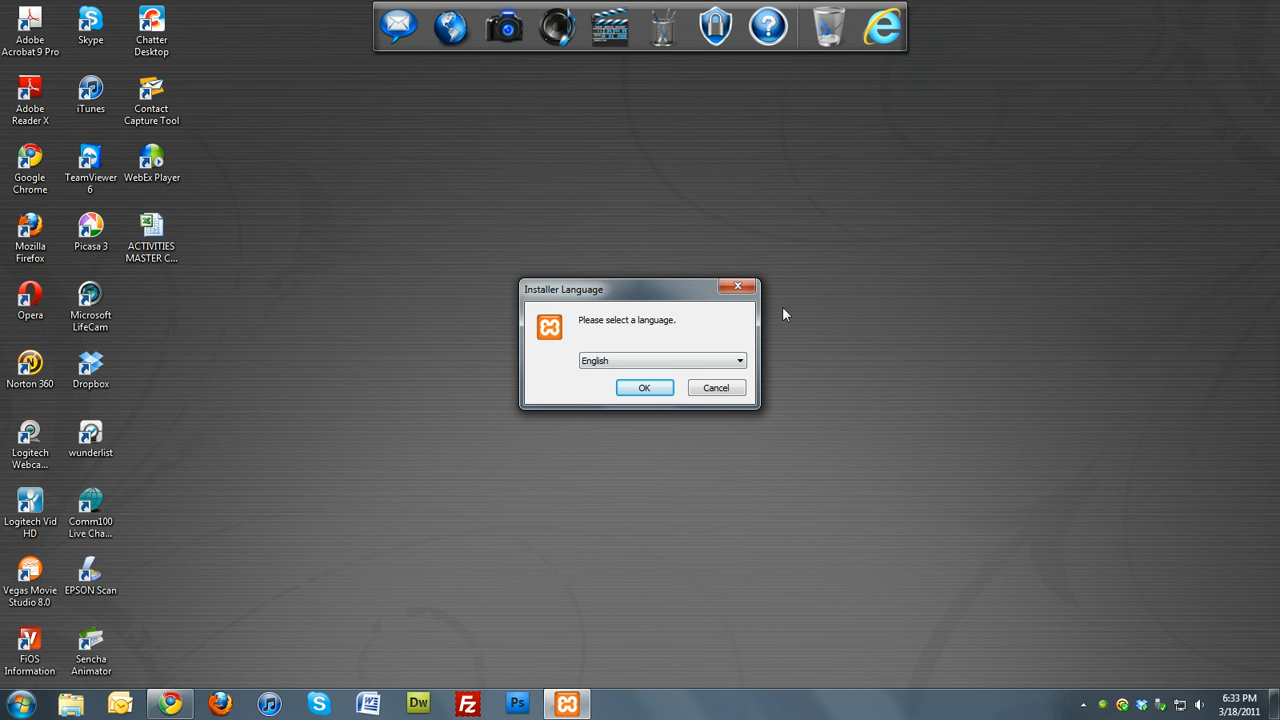 Adobe
Acrobat 9 Pro
Skype
Chatter
Desktop
Adobe
Reader X
iTunes
Contact
Capture Tool
Google
Chrome
TeamViewer
6
WebEx Player
Mozilla
Firefox
Picasa 3
ACTIVITIES
MASTER C...
Opera
Microsoft
LifeCam
Norton 360
Dropbox
Logitech
Webca...
wunderlist
Logitech Vid
HD
Comm100
Live Cha...
Vegas Movie
Studio 8.0
EPSON Scan
FiOS
Information
Sencha
Animator
Installer Language
Please select a language.
English
OK
Cancel
Dw
Fz
Ps
6:33 PM
3/18/2011